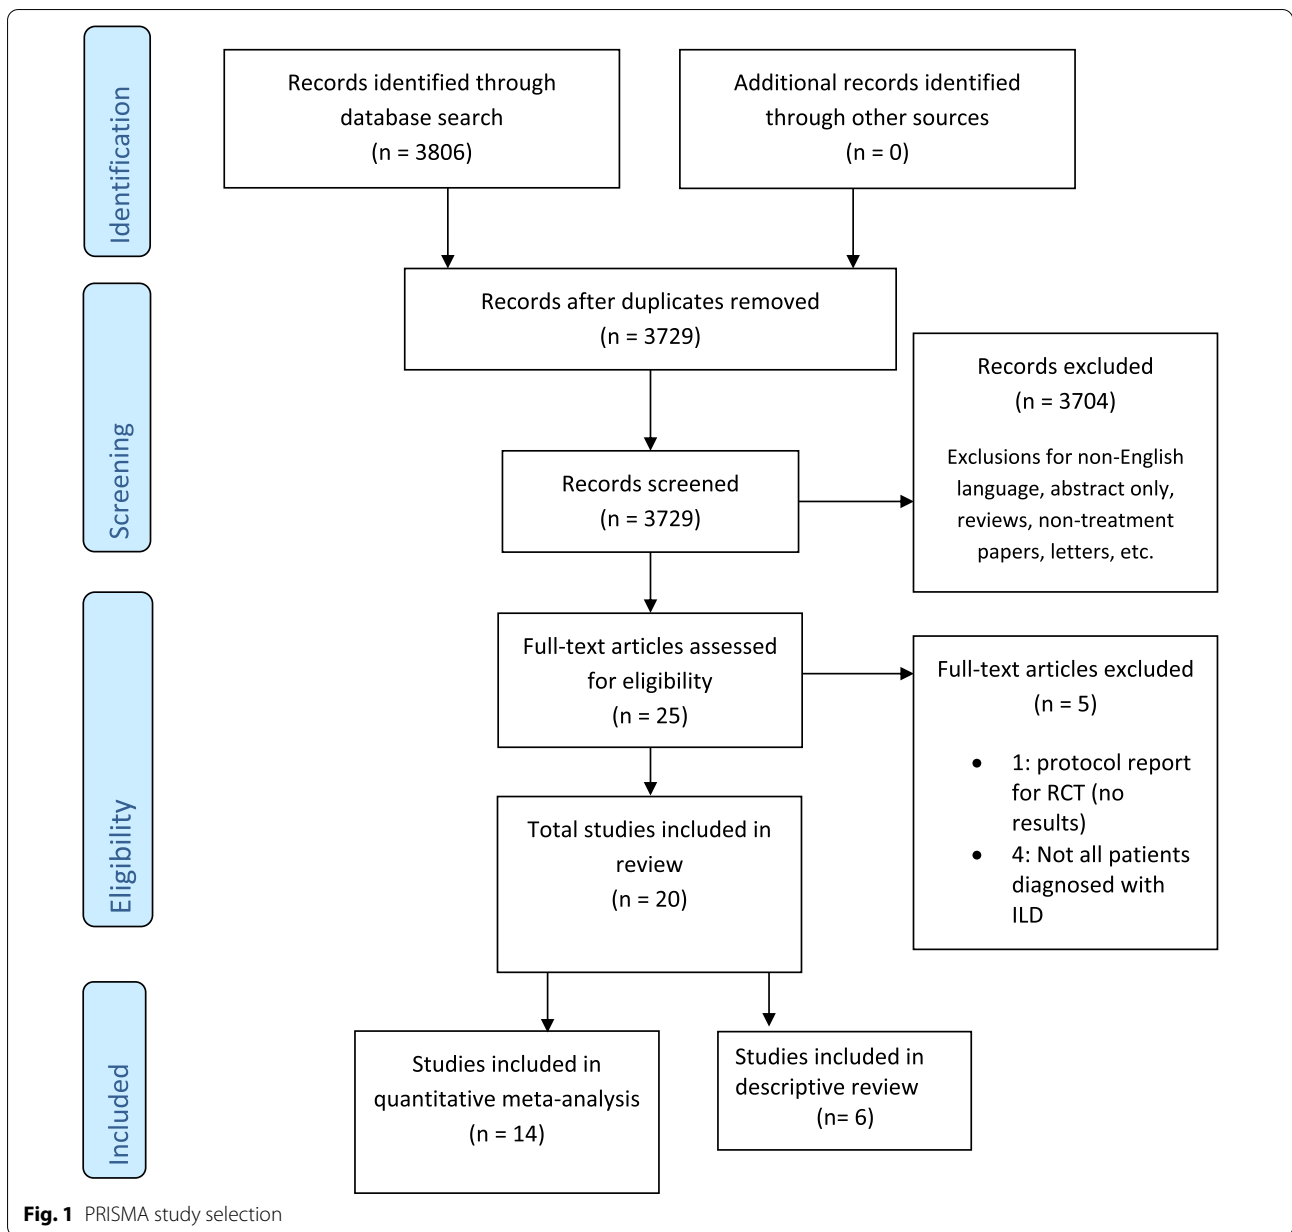 Identification
Records identified through
database search
(n = 3806)
Additional records identified
through other sources
(n = 0)
Screening
Records after duplicates removed
(n = 3729)
Records screened
(n = 3729)
Records excluded
(n = 3704)
Exclusions for non-English
language, abstract only,
reviews, non-treatment
papers, letters, etc.
Eligibility
Full-text articles assessed
for eligibility
(n = 25)
Full-text articles excluded
(n = 5)
• 1: protocol report
for RCT (no
results)
• 4: Not all patients
diagnosed with
ILD
Total studies included in
review
(n = 20)
Included
Studies included in
quantitative meta-analysis
(n = 14)
Studies included in
descriptive review
(n= 6)
Fig. 1 PRISMA study selection